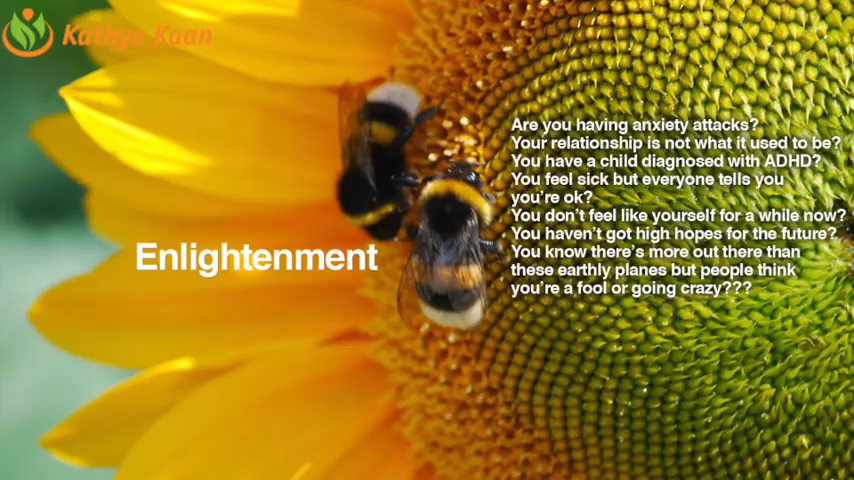 Kathye Kaan
Are you having anxiety attacks?
Your relationship is not what it used to be?
You have a child diagnosed with ADHD?
You feel sick but everyone tells you
you're ok?
You don't feel like yourself for a while now?
You haven't got high hopes for the future?
You know there's more out there than
these earthly planes but people think
you're a fool or going crazy???
Enlightenment